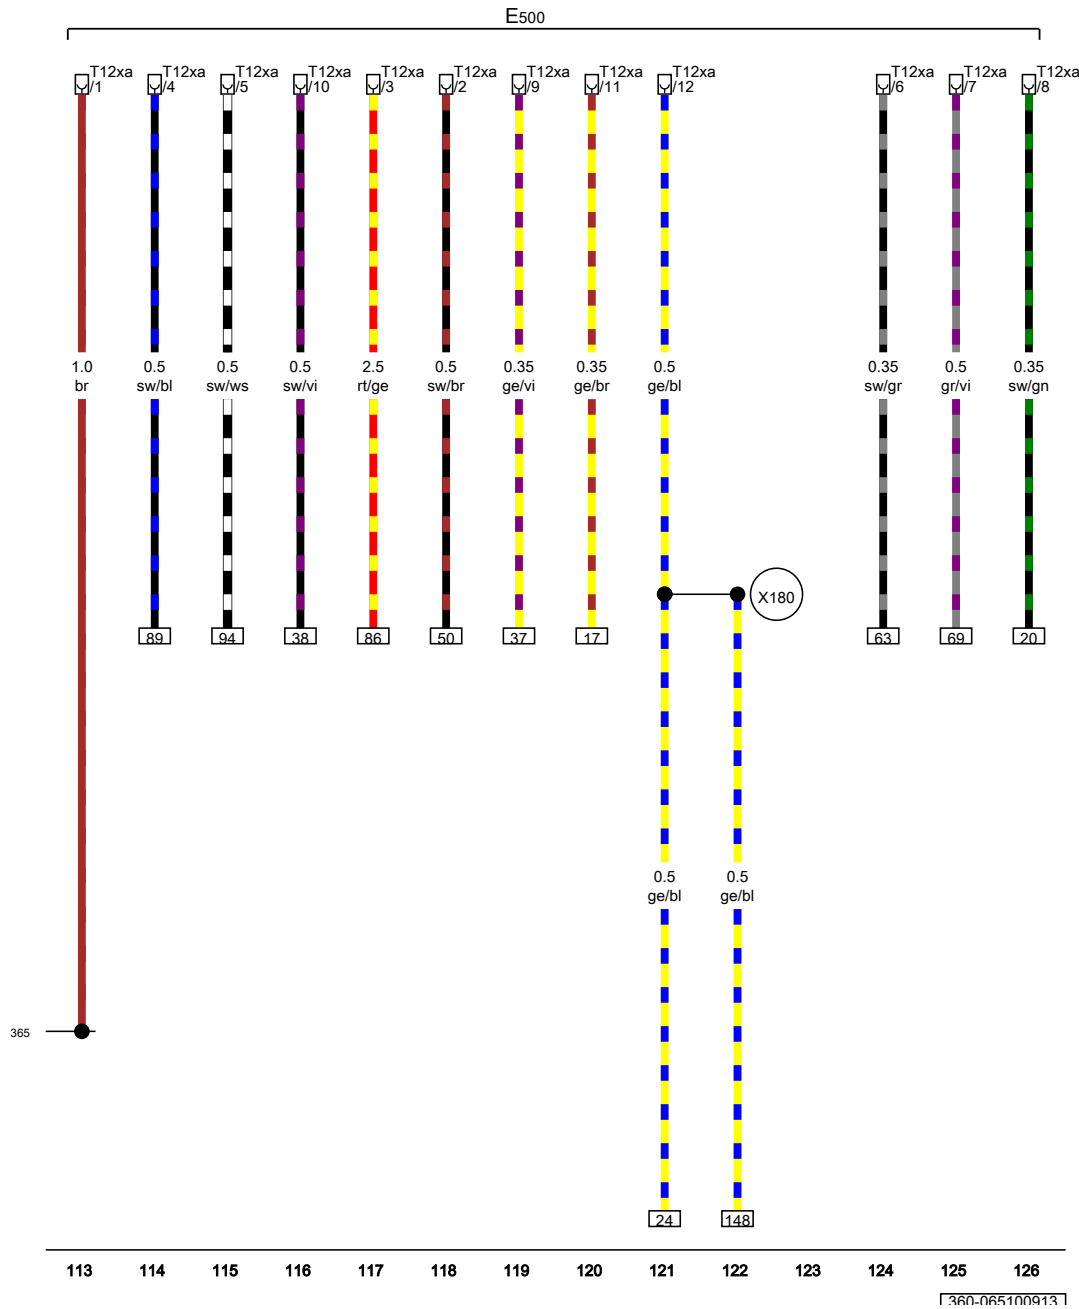 E500
T12xa T12xa T12xa T12xa T12xa T12xa T12xa T12xa T12xa T12xa T12xa T12xa
/1 /4 /5 /10 /3 /2 /9 /11 /12 /6 /7 /8
1.0 0.5 0.5 0.5 2.5 0.5 0.35 0.35 0.5 0.35 0.5 0.35
br sw/bl sw/ws sw/vi rt/ge sw/br ge/vi ge/br ge/bl sw/gr gr/vi sw/gn
X180
89 94 38 86 50 37 17 63 69 20
0.5 0.5
ge/bl ge/bl
365
24 148
113 114 115 116 117 118 119 120 121 122 123 124 125 126
360-065100913